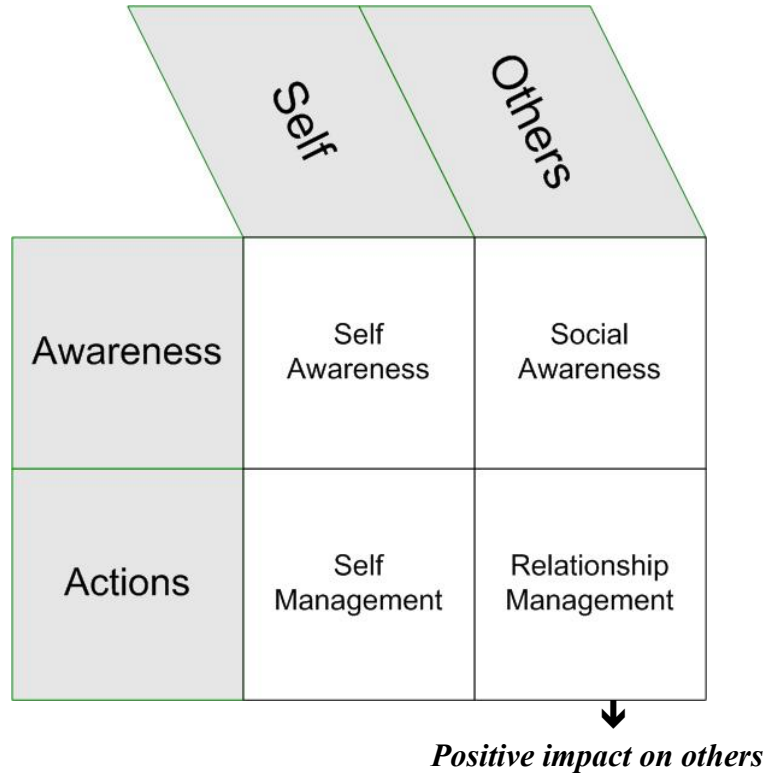 Self
Others
Awareness
Self
Awareness
Social
Awareness
Actions
Self
Management
Relationship
Management
Positive impact on others